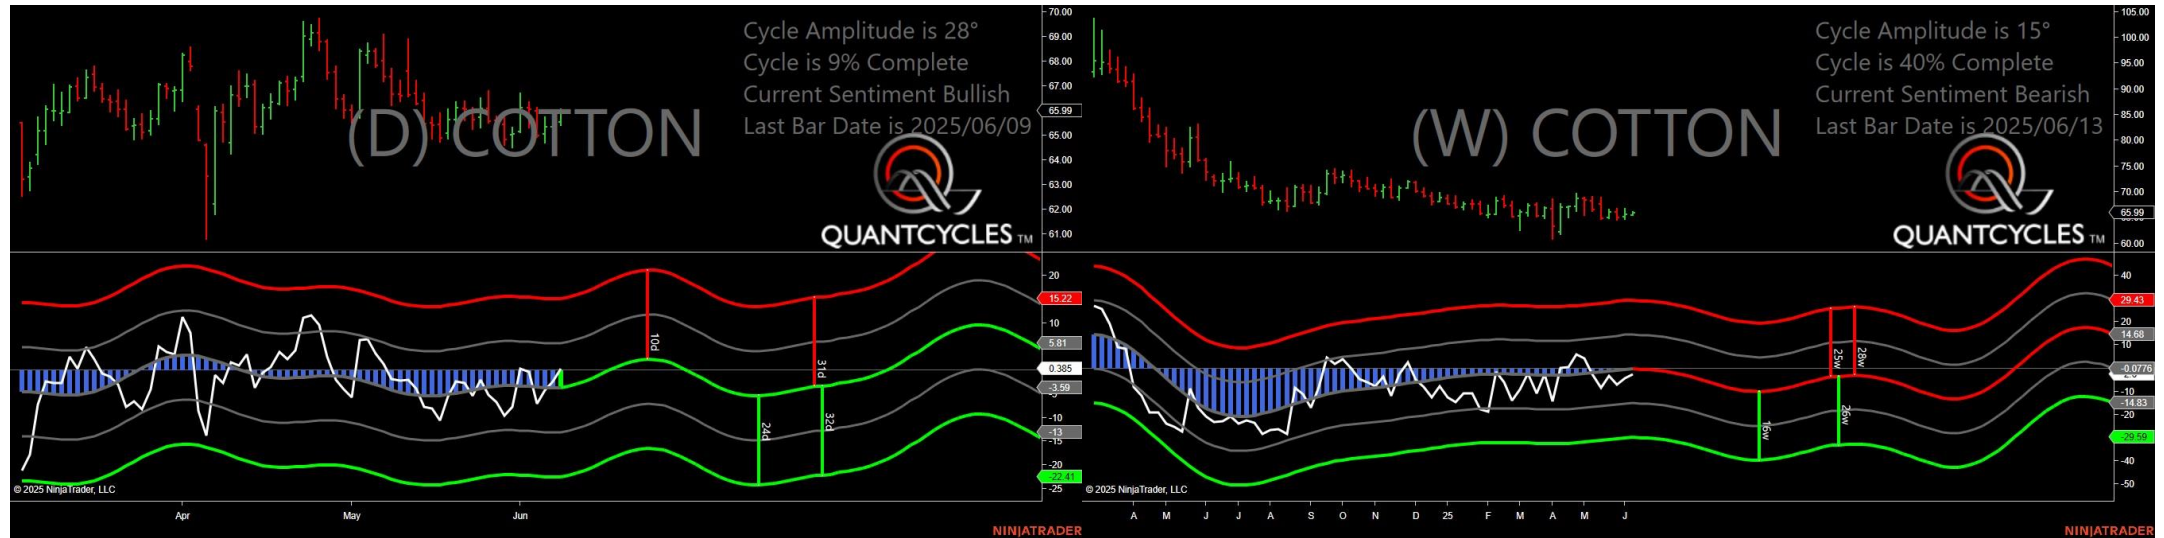 Cycle Amplitude is 28°
Cycle is 9% Complete
Current Sentiment Bullish
Last Bar Date is 2025/06/09
(D) COTTON
QUANTCYCLES TM
70.00
69.00
68.00
67.00
65.99
65.00
64.00
63.00
62.00
61.00
20
15.22
10
5.81
0.385
-3.59
-10
-13
-15
-20
-22.41
-25
10d
24d
31d
32d
© 2025 NinjaTrader, LLC
Apr May Jun
NINJATRADER
Cycle Amplitude is 15°
Cycle is 40% Complete
Current Sentiment Bearish
Last Bar Date is 2025/06/13
(W) COTTON
QUANTCYCLES TM
105.00
100.00
95.00
90.00
85.00
80.00
75.00
70.00
65.99
60.00
40
29.43
20
14.68
10
-0.0776
-10
-14.83
-20
-29.59
-40
-50
16w
25w
26w
28w
© 2025 NinjaTrader, LLC
A M J J A S O N D 25 F M A M J
NINJATRADER